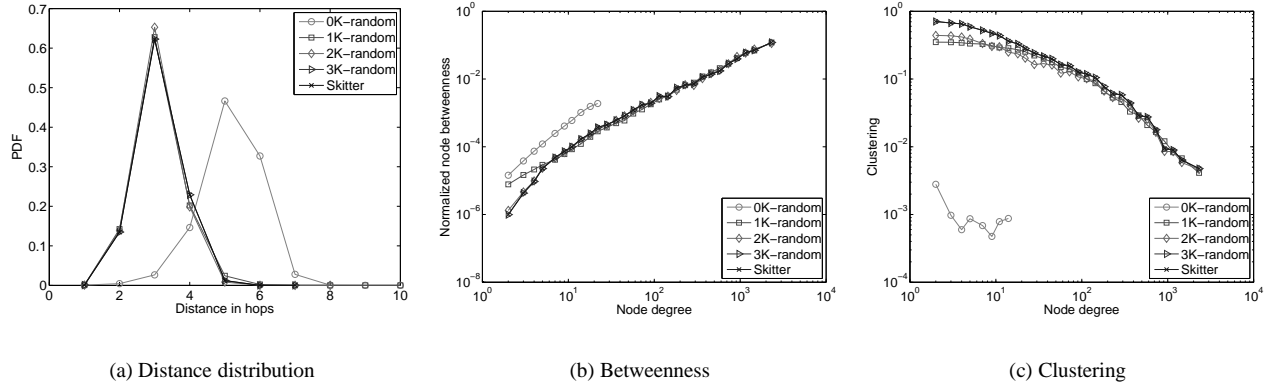 0.7
0.6
0.5
0.4
0.3
0.2
0.1
0
PDF
2 4 6 8 10
Distance in hops
0K−random
1K−random
2K−random
3K−random
Skitter
(a) Distance distribution
10^0
10^−2
10^−4
10^−6
10^−8
Normalized node betweenness
10^0 10^1 10^2 10^3 10^4
Node degree
0K−random
1K−random
2K−random
3K−random
Skitter
(b) Betweenness
10^0
10^−1
10^−2
10^−3
10^−4
Clustering
10^0 10^1 10^2 10^3 10^4
Node degree
0K−random
1K−random
2K−random
3K−random
Skitter
(c) Clustering